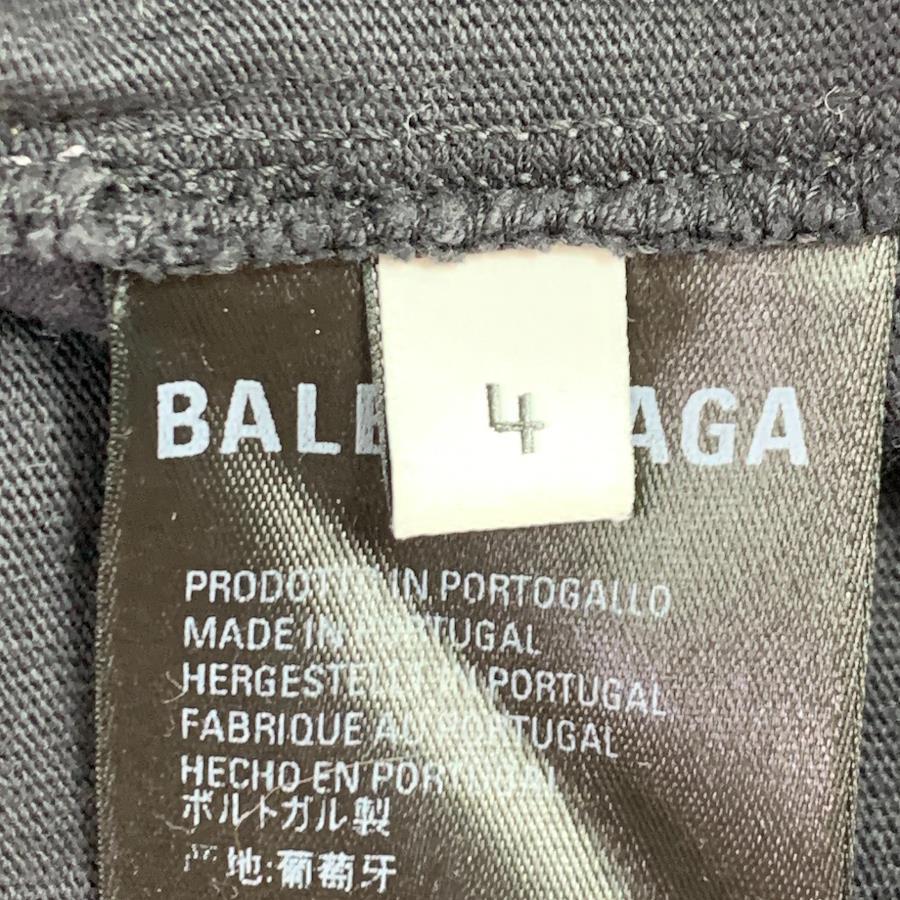 BALE AGA
4
PRODOTTO IN PORTOGALLO
MADE IN PORTUGAL
HERGESTELLT IN PORTUGAL
FABRIQUE AU PORTUGAL
HECHO EN PORTUGAL
ポルトガル製
产地:葡萄牙